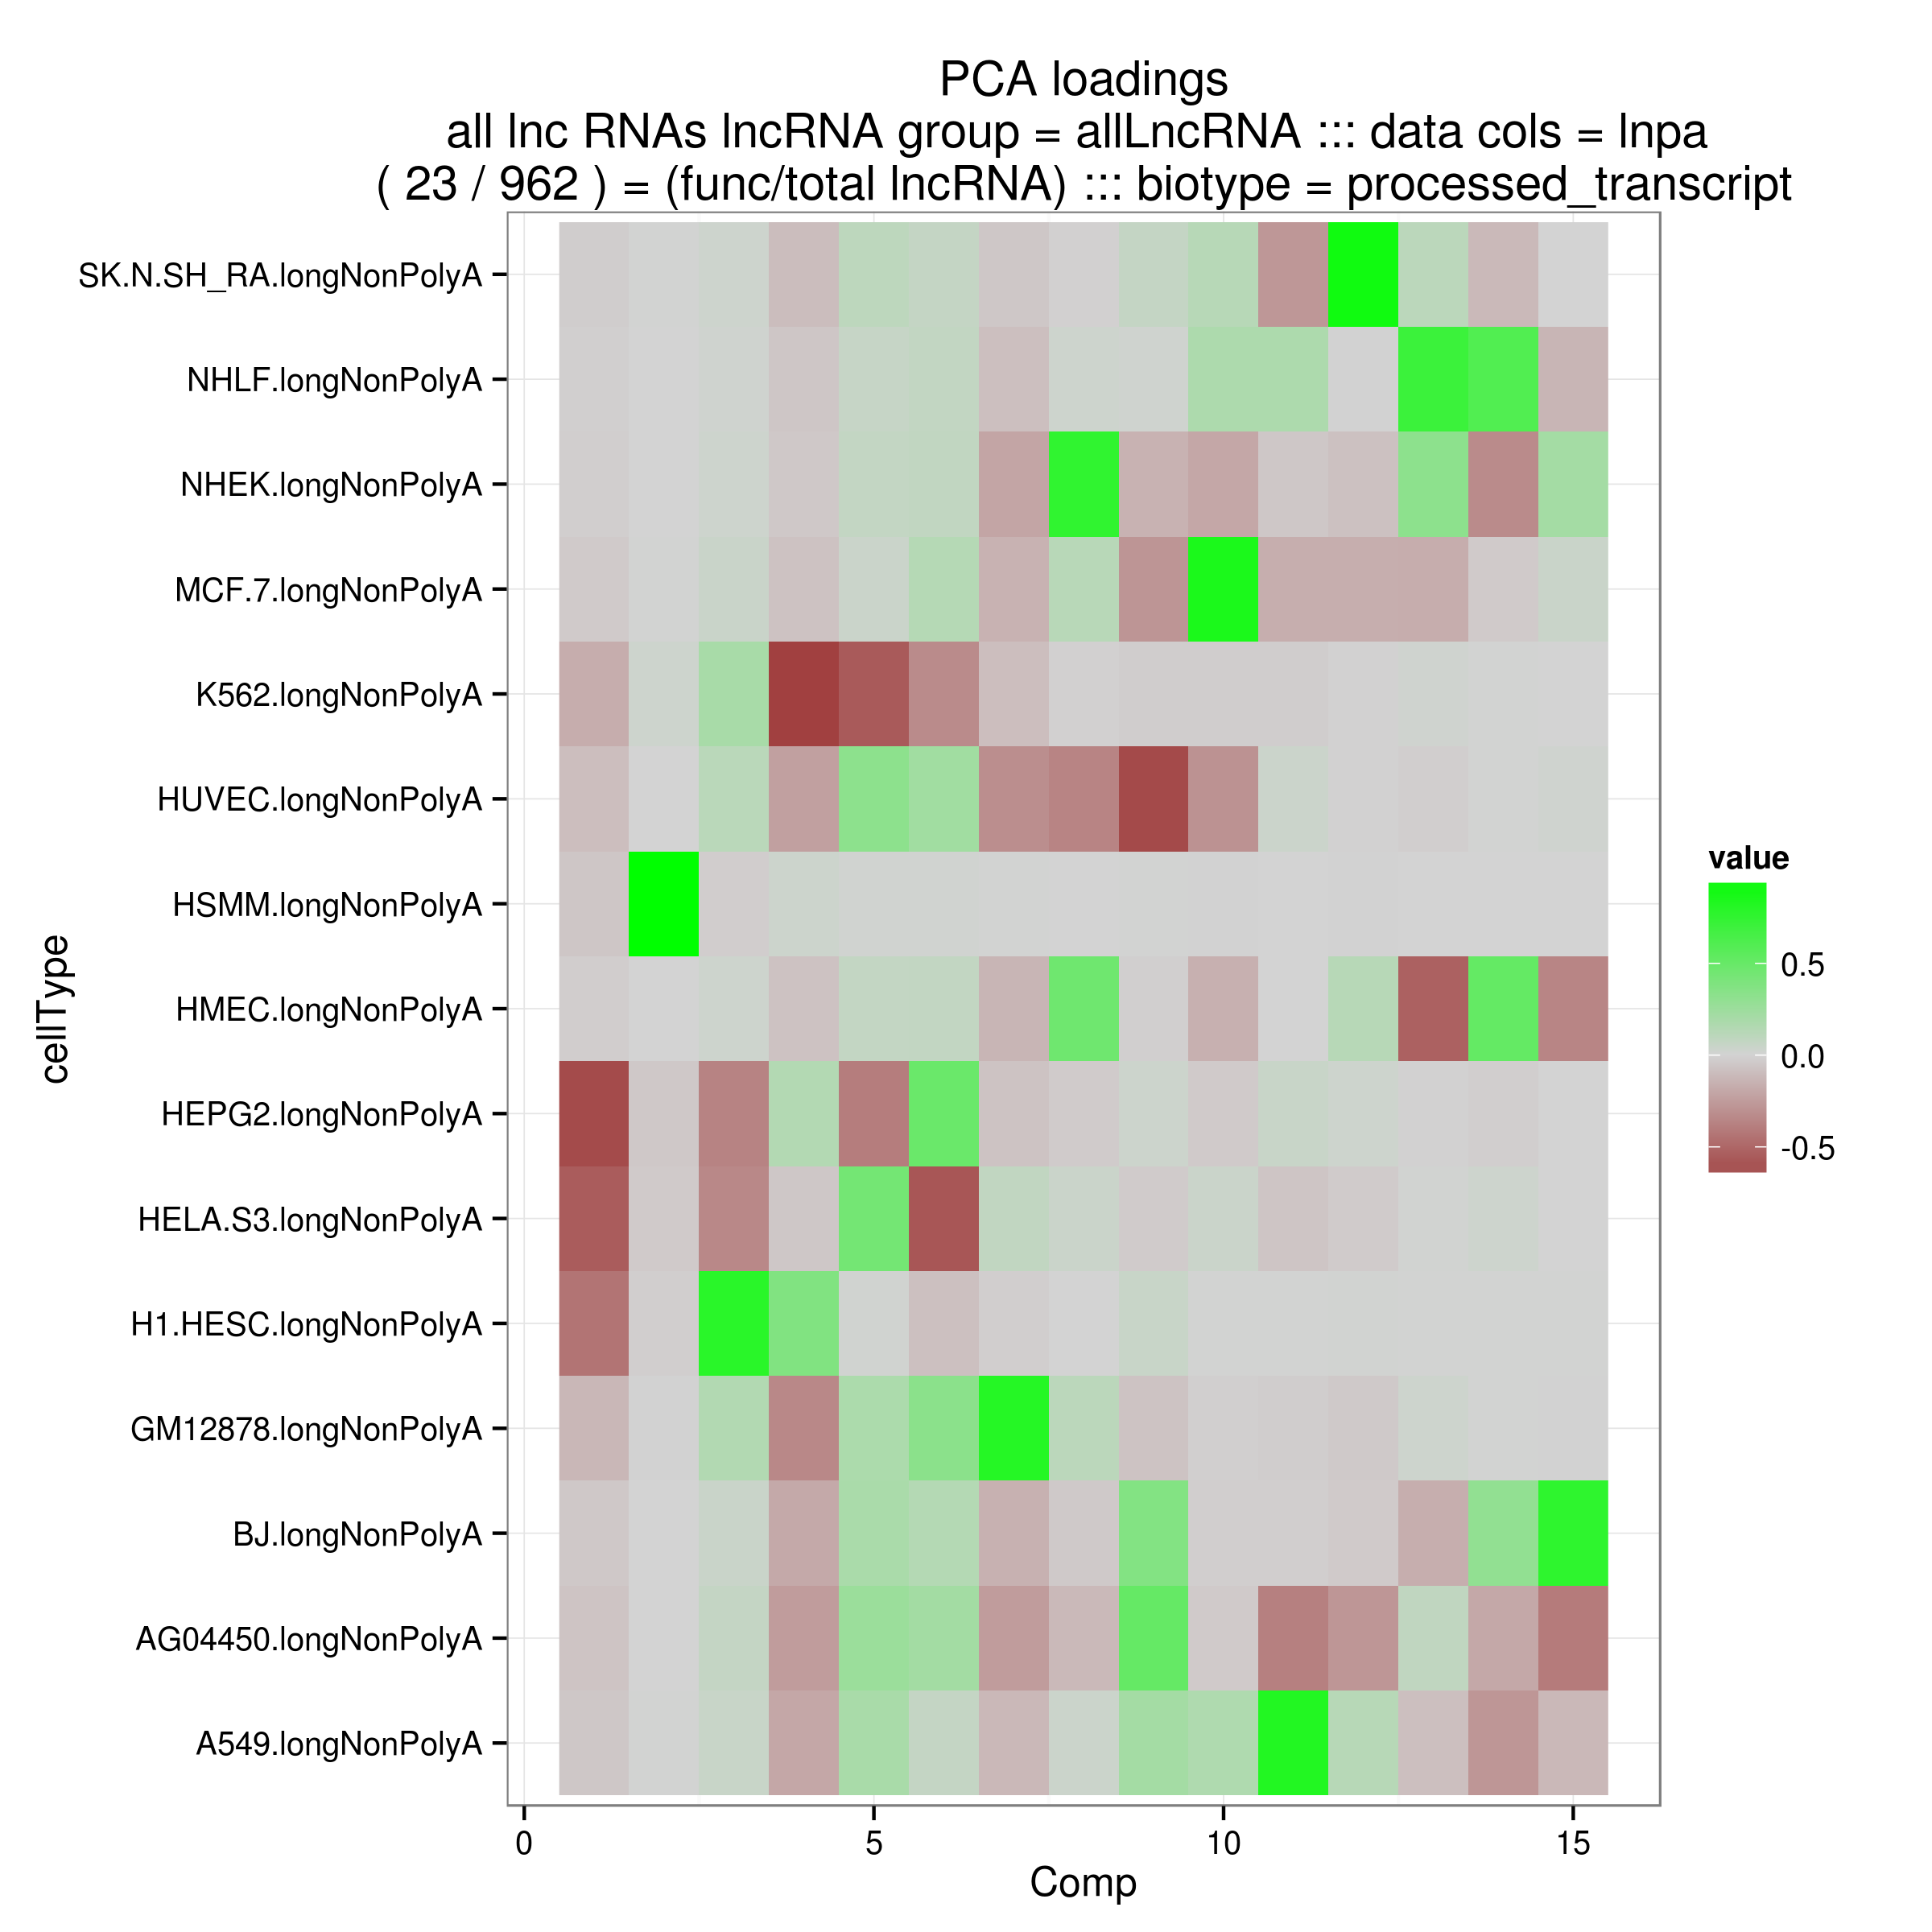 PCA loadings
all lnc RNAs lncRNA group = allLncRNA ::: data cols = lnpa
( 23 / 962 ) = (func/total lncRNA) ::: biotype = processed_transcript
SK.N.SH_RA.longNonPolyA
NHLF.longNonPolyA
NHEK.longNonPolyA
MCF.7.longNonPolyA
K562.longNonPolyA
HUVEC.longNonPolyA
HSMM.longNonPolyA
HMEC.longNonPolyA
HEPG2.longNonPolyA
HELA.S3.longNonPolyA
H1.HESC.longNonPolyA
GM12878.longNonPolyA
BJ.longNonPolyA
AG04450.longNonPolyA
A549.longNonPolyA
cellType
0 5 10 15
Comp
value
0.5
0.0
-0.5